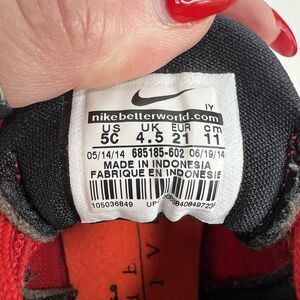 IY
nikebetterworld.com
US UK EUR cm
5C 4.5 21 11
05/14/14 685185-602 06/19/14
MADE IN INDONESIA
FABRIQUE EN INDONESIE
105036849